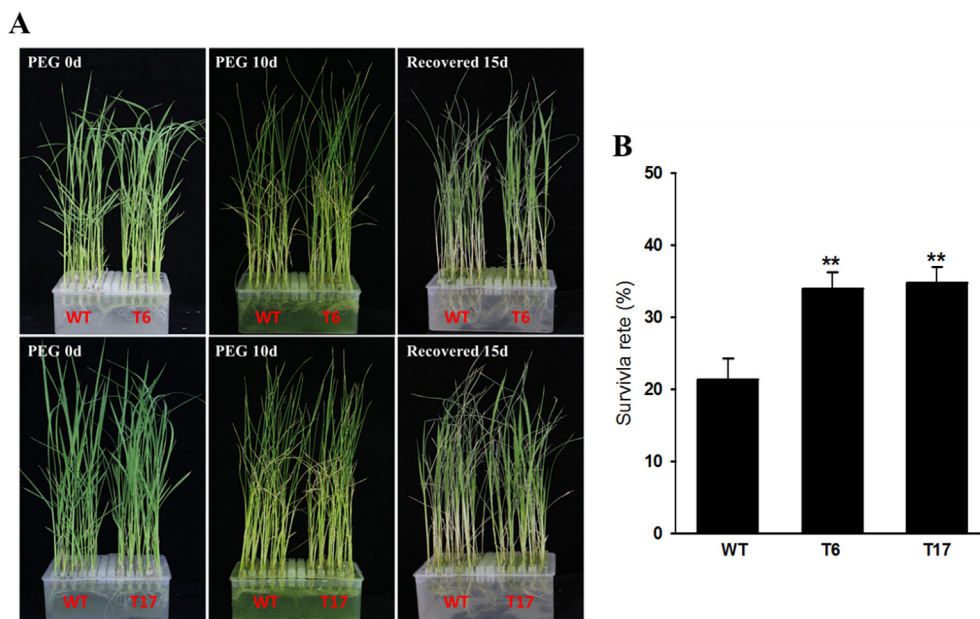 A
PEG 0d
PEG 10d
Recovered 15d
WT T6
WT T6
WT T6
PEG 0d
PEG 10d
Recovered 15d
WT T17
WT T17
WT T17
B
Survivla rete (%)
50
40
30
20
10
0
**
**
WT
T6
T17